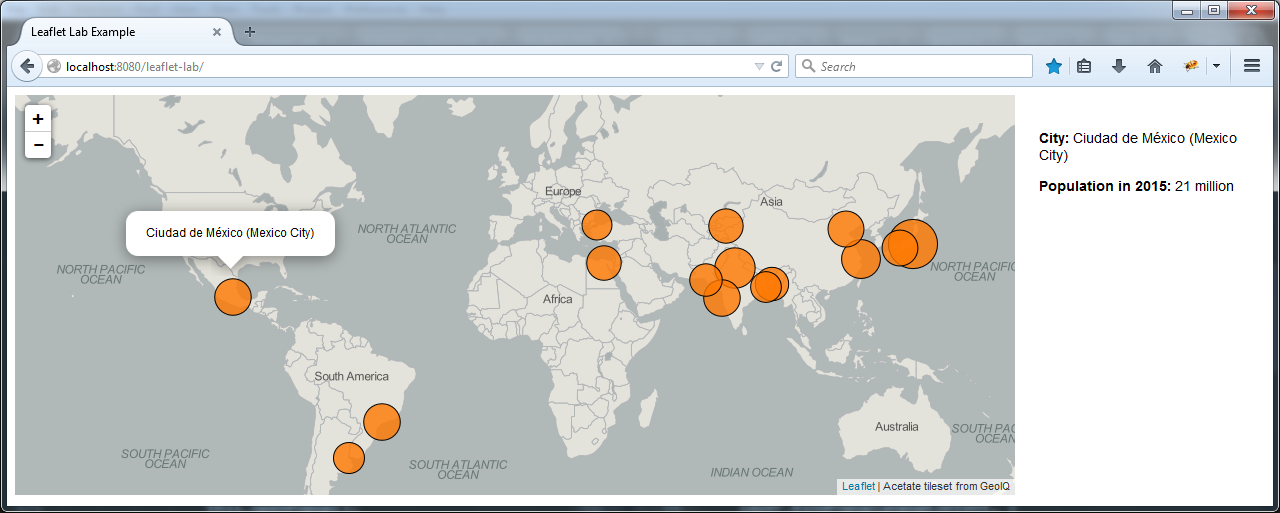 Leaflet Lab Example
localhost:8080/leaflet-lab/
Search
+
−
City: Ciudad de México (Mexico
City)
Population in 2015: 21 million
Europe
Asia
Ciudad de México (Mexico City)
NORTH ATLANTIC
OCEAN
NORTH PACIFIC
OCEAN
NORTH PACIF
OCEAN
Africa
South America
Australia
SOUTH PAC
OCEAN
SOUTH PACIFIC
OCEAN
SOUTH ATLANTIC
OCEAN
INDIAN OCEAN
Leaflet | Acetate tileset from GeoIQ